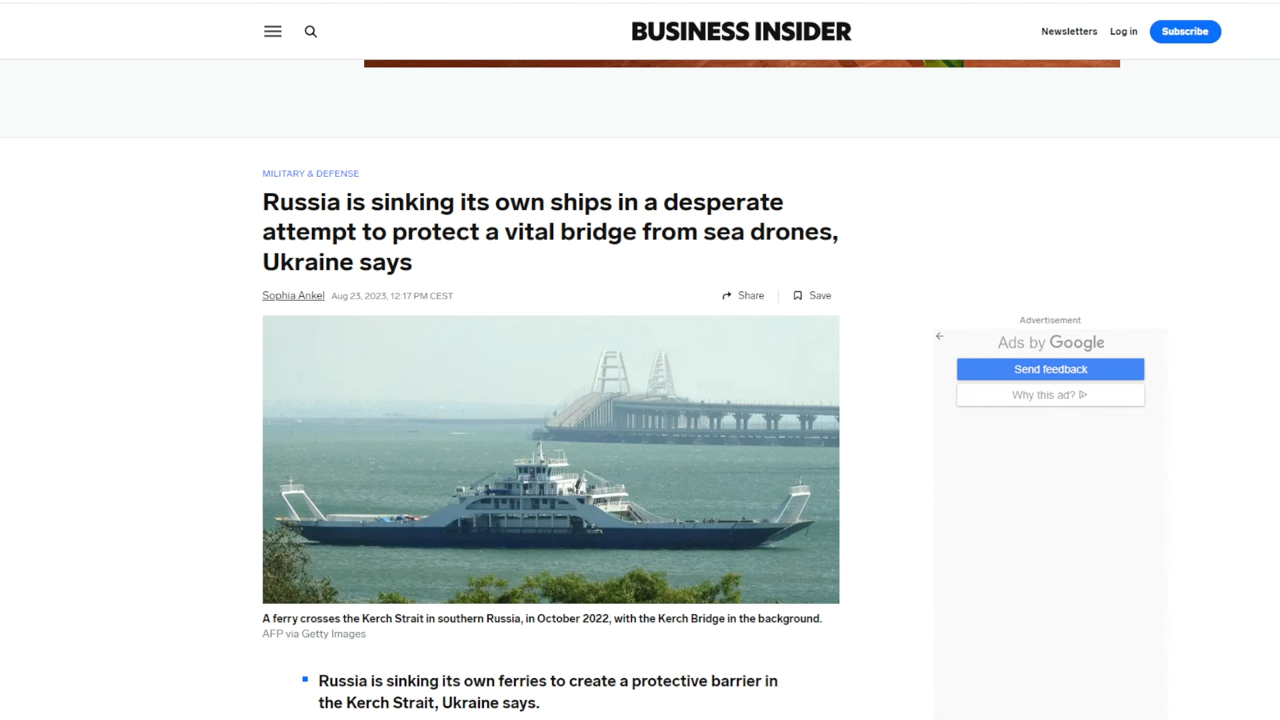 BUSINESS INSIDER
Newsletters Log in Subscribe
MILITARY & DEFENSE
Russia is sinking its own ships in a desperate
attempt to protect a vital bridge from sea drones,
Ukraine says
Sophia Ankel Aug 23, 2023, 12:17 PM CEST
Share Save
Advertisement
Ads by Google
Send feedback
Why this ad?
A ferry crosses the Kerch Strait in southern Russia, in October 2022, with the Kerch Bridge in the background.
AFP via Getty Images
Russia is sinking its own ferries to create a protective barrier in
the Kerch Strait, Ukraine says.